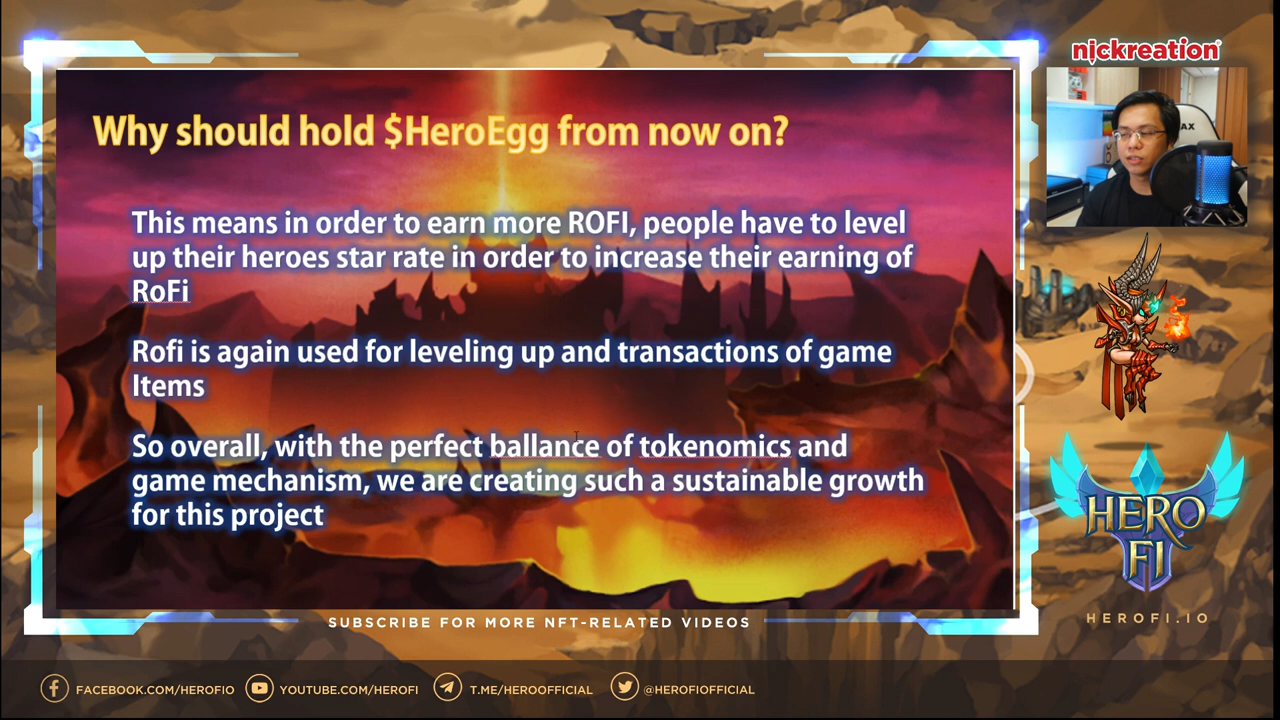 njckreation
Why should hold $HeroEgg from now on?
AX
This means in order to earn more ROFI, people have to level
up their heroes star rate in order to increase their earning of
RoFi
Rofi is again used for leveling up and transactions of game
Items
So overall, with the perfect ballance of tokenomics and
game mechanism, we are creating such a sustainable growth
for this project
HERO
FI
HEROFI.IO
SUBSCRIBE FOR MORE NFT-RELATED VIDEOS
FACEBOOK.COM/HEROFIO
YOUTUBE.COM/HEROFI
T.ME/HEROOFFICIAL
@HEROFIOFFICIAL